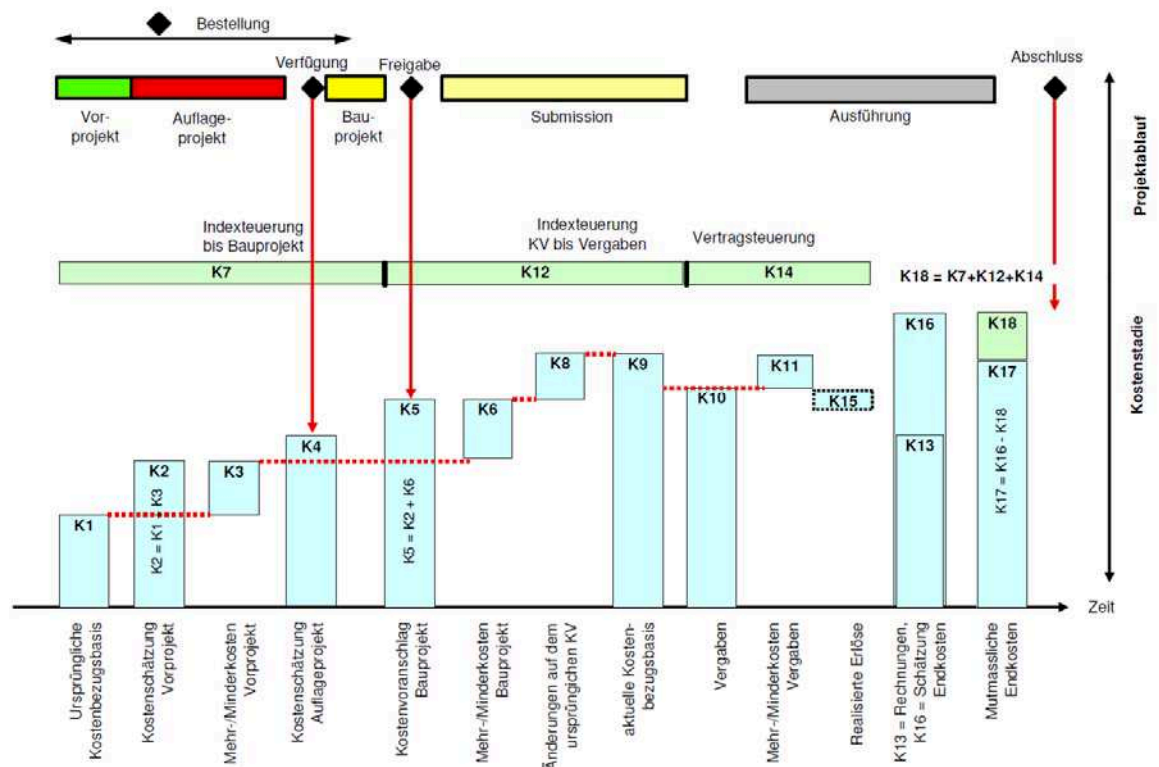 Bestellung
Verfügung
Freigabe
Abschluss
Vor-
projekt
Auflage-
projekt
Bau-
projekt
Submission
Ausführung
Projektablauf
Indexteuerung
bis Bauprojekt
Indexteuerung
KV bis Vergaben
Vertragsteuerung
K7
K12
K14
K18 = K7+K12+K14
Kostenstadie
K1
K2
K2 = K1 + K3
K3
K4
K5
K5 = K2 + K6
K6
K8
K9
K10
K11
K15
K16
K13
K18
K17
K17 = K16 - K18
Zeit
Ursprüngliche
Kostenbezugsbasis
Kostenschätzung
Vorprojekt
Mehr-/Minderkosten
Vorprojekt
Kostenschätzung
Auflageprojekt
Kostenvoranschlag
Bauprojekt
Mehr-/Minderkosten
Bauprojekt
Änderungen auf dem
ursprüngichen KV
aktuelle Kosten-
bezugsbasis
Vergaben
Mehr-/Minderkosten
Vergaben
Realisierte Erlöse
K13 = Rechnungen,
K16 = Schätzung
Endkosten
Mutmassliche
Endkosten